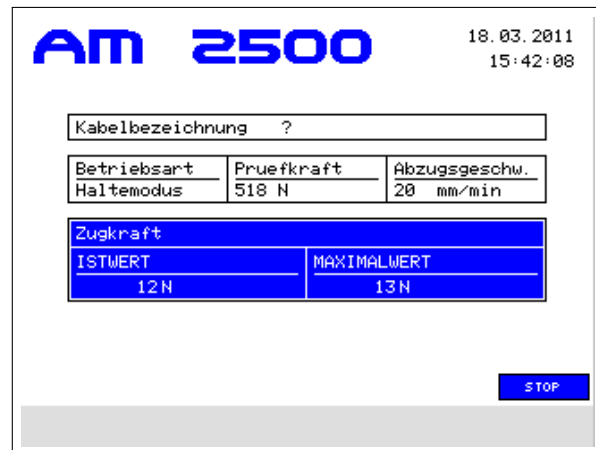 AM 2500
18.03.2011
15:42:08
Kabelbezeichnung ?
Betriebsart Pruefkraft Abzugsgeschw.
Haltemodus 518 N 20 mm/min
Zugkraft
ISTWERT MAXIMALWERT
12N 13N
STOP